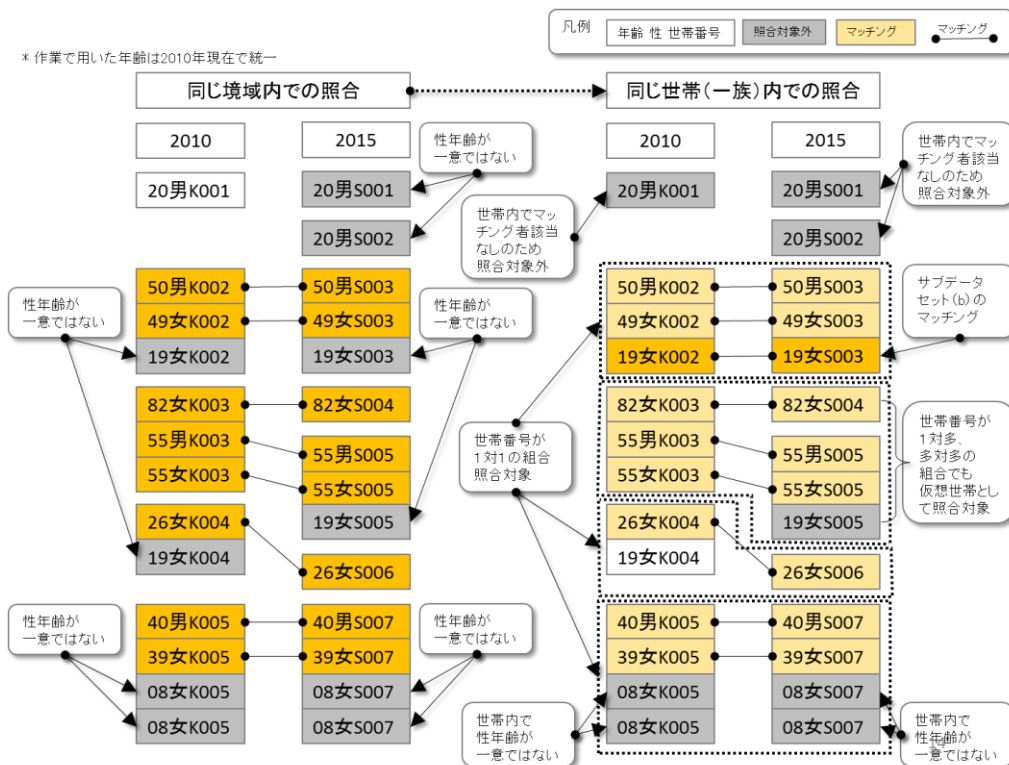 凡例
年齢 性 世帯番号
照合対象外
マッチング
マッチング
* 作業で用いた年齢は2010年現在で統一
同じ境域内での照合
同じ世帯(一族)内での照合
2010
2015
性年齢が
一意ではない
2010
2015
世帯内でマッ
チング者該当
なしのため
照合対象外
20男K001
20男S001
20男S002
世帯内でマッ
チング者該当
なしのため
照合対象外
20男K001
20男S001
20男S002
性年齢が
一意ではない
50男K002
50男S003
49女K002
49女S003
19女K002
19女S003
性年齢が
一意ではない
50男K002
50男S003
49女K002
49女S003
19女K002
19女S003
サブデータ
セット(b)の
マッチング
82女K003
82女S004
55男K003
55男S005
55女K003
55女S005
19女S005
世帯番号が
1対1の組合
照合対象
82女K003
82女S004
55男K003
55男S005
55女K003
55女S005
19女S005
世帯番号が
1対多、
多対多の
組合でも
仮想世帯とし
て照合対象
26女K004
19女K004
26女S006
26女K004
19女K004
26女S006
性年齢が
一意ではない
40男K005
40男S007
39女K005
39女S007
08女K005
08女S007
08女K005
08女S007
性年齢が
一意ではない
世帯内で
性年齢が
一意ではない
40男K005
40男S007
39女K005
39女S007
08女K005
08女S007
08女K005
08女S007
世帯内で
性年齢が
一意ではない
14